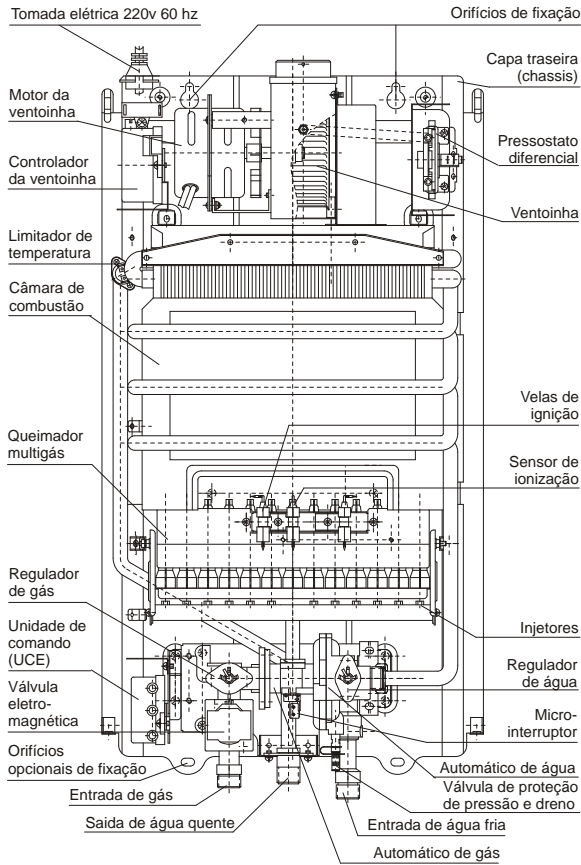 Tomada elétrica 220v 60 hz
Orifícios de fixação
Capa traseira
(chassis)
Motor da
ventoinha
Pressostato
diferencial
Controlador
da ventoinha
Ventoinha
Limitador de
temperatura
Câmara de
combustão
Velas de
ignição
Queimador
multigás
Sensor de
ionização
Regulador
de gás
Injetores
Unidade de
comando
(UCE)
Regulador
de água
Válvula
eletro-
magnética
Micro-
interruptor
Orifícios
opcionais de fixação
Automático de água
Entrada de gás
Válvula de proteção
de pressão e dreno
Saida de água quente
Entrada de água fria
Automático de gás